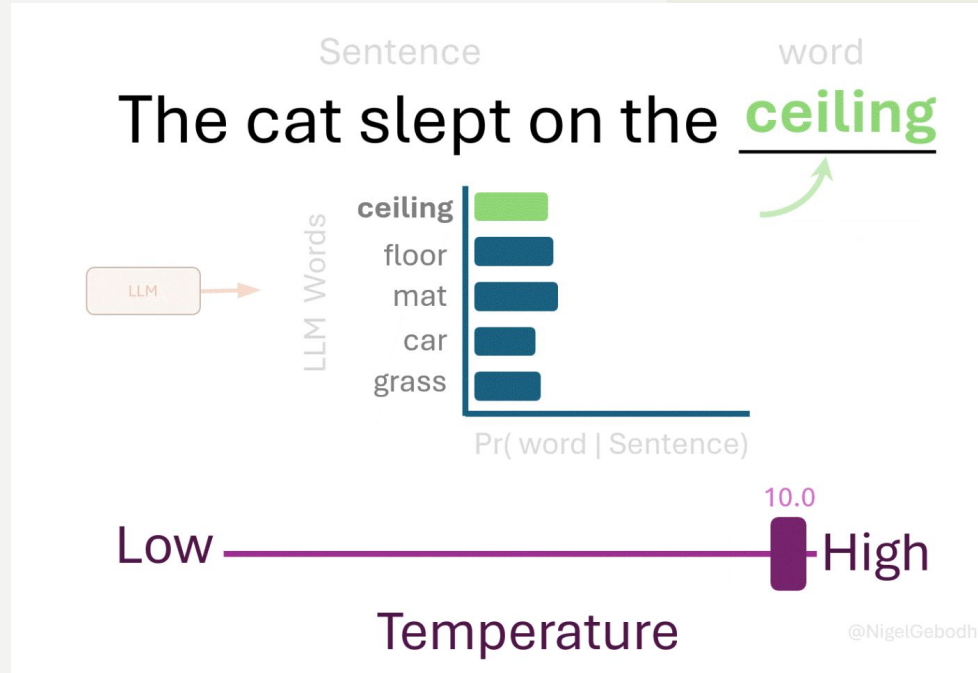 Sentence word
The cat slept on the ceiling
ceiling
floor
mat
car
grass
LLM Words
LLM
Pr( word | Sentence)
10.0
Low High
Temperature
@NigelGebodh